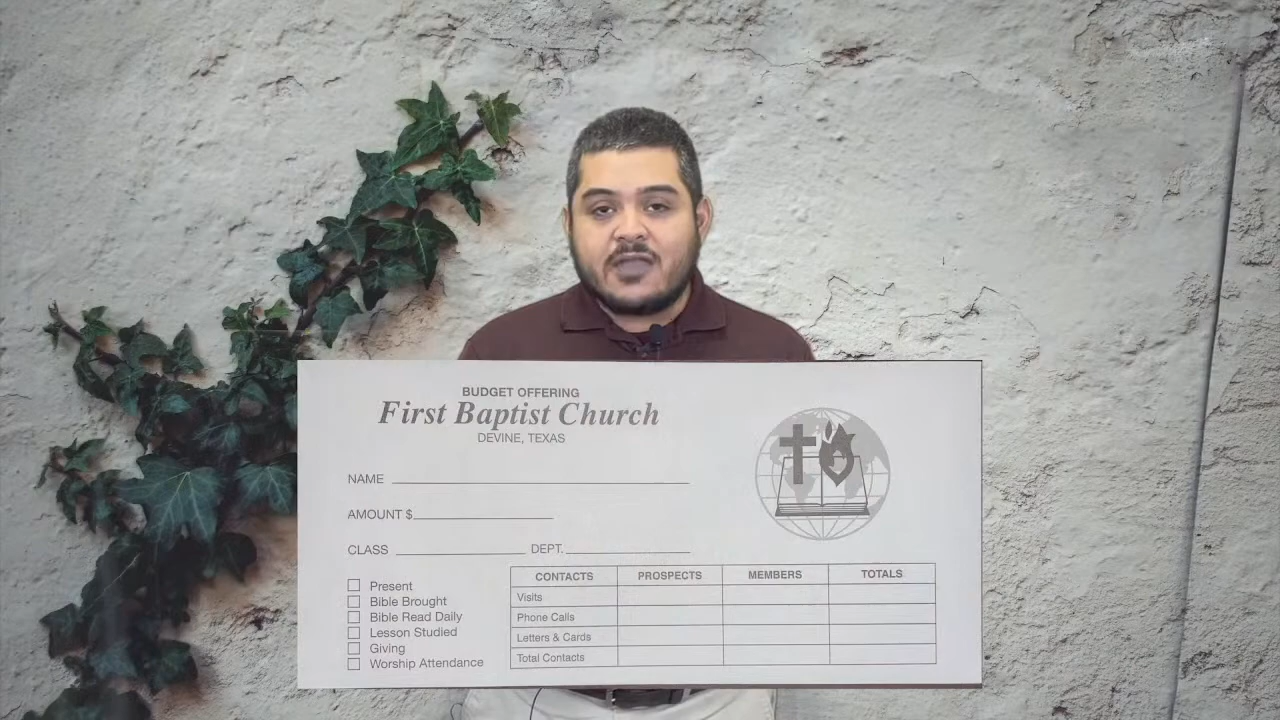 BUDGET OFFERING
First Baptist Church
DEVINE, TEXAS
NAME
AMOUNT $
CLASS DEPT.
Present
Bible Brought
Bible Read Daily
Lesson Studied
Giving
Worship Attendance
CONTACTS PROSPECTS MEMBERS TOTALS
Visits
Phone Calls
Letters & Cards
Total Contacts